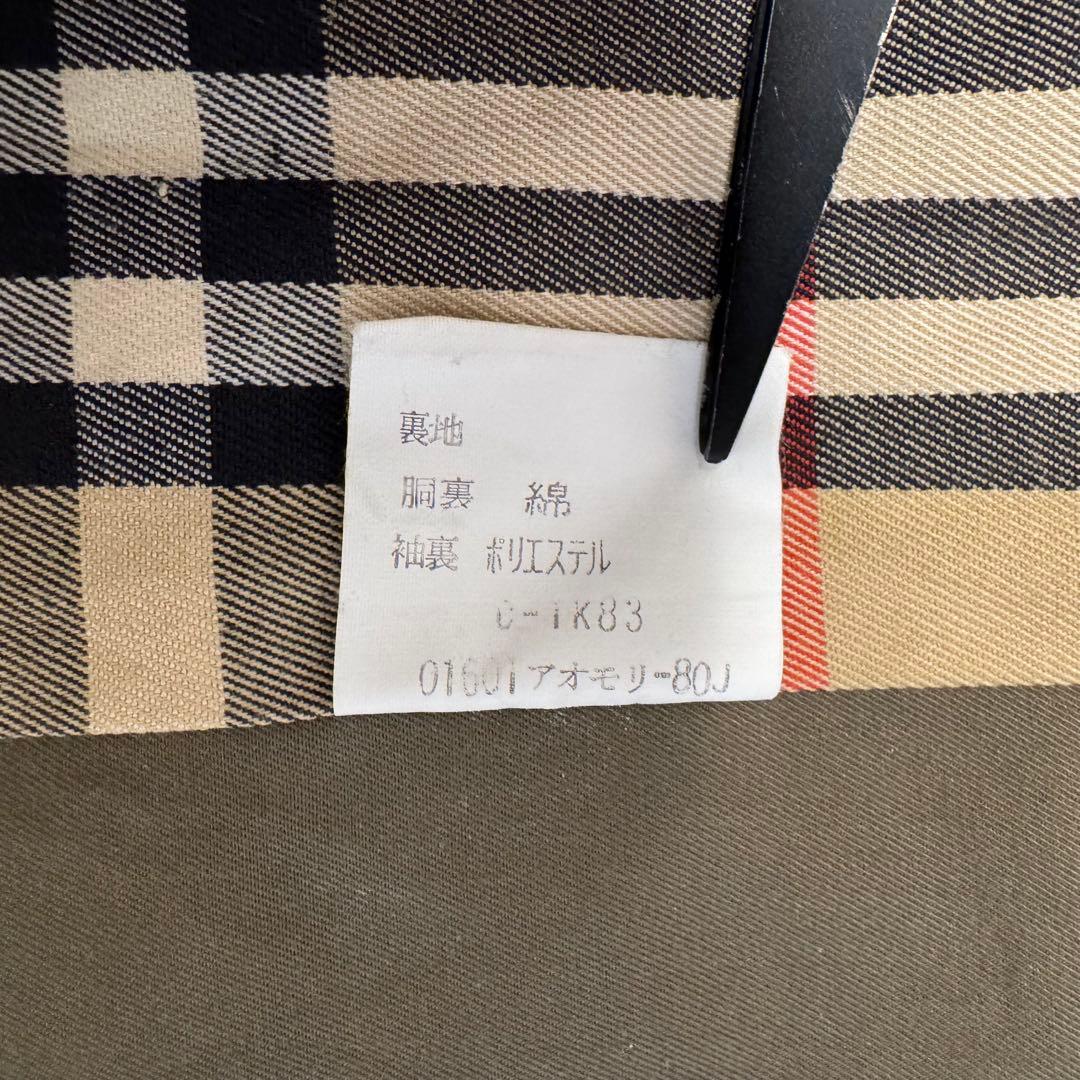 裏地
胴裏 綿
袖裏 ポリエステル
C-1K83
01601アオモリ-80J